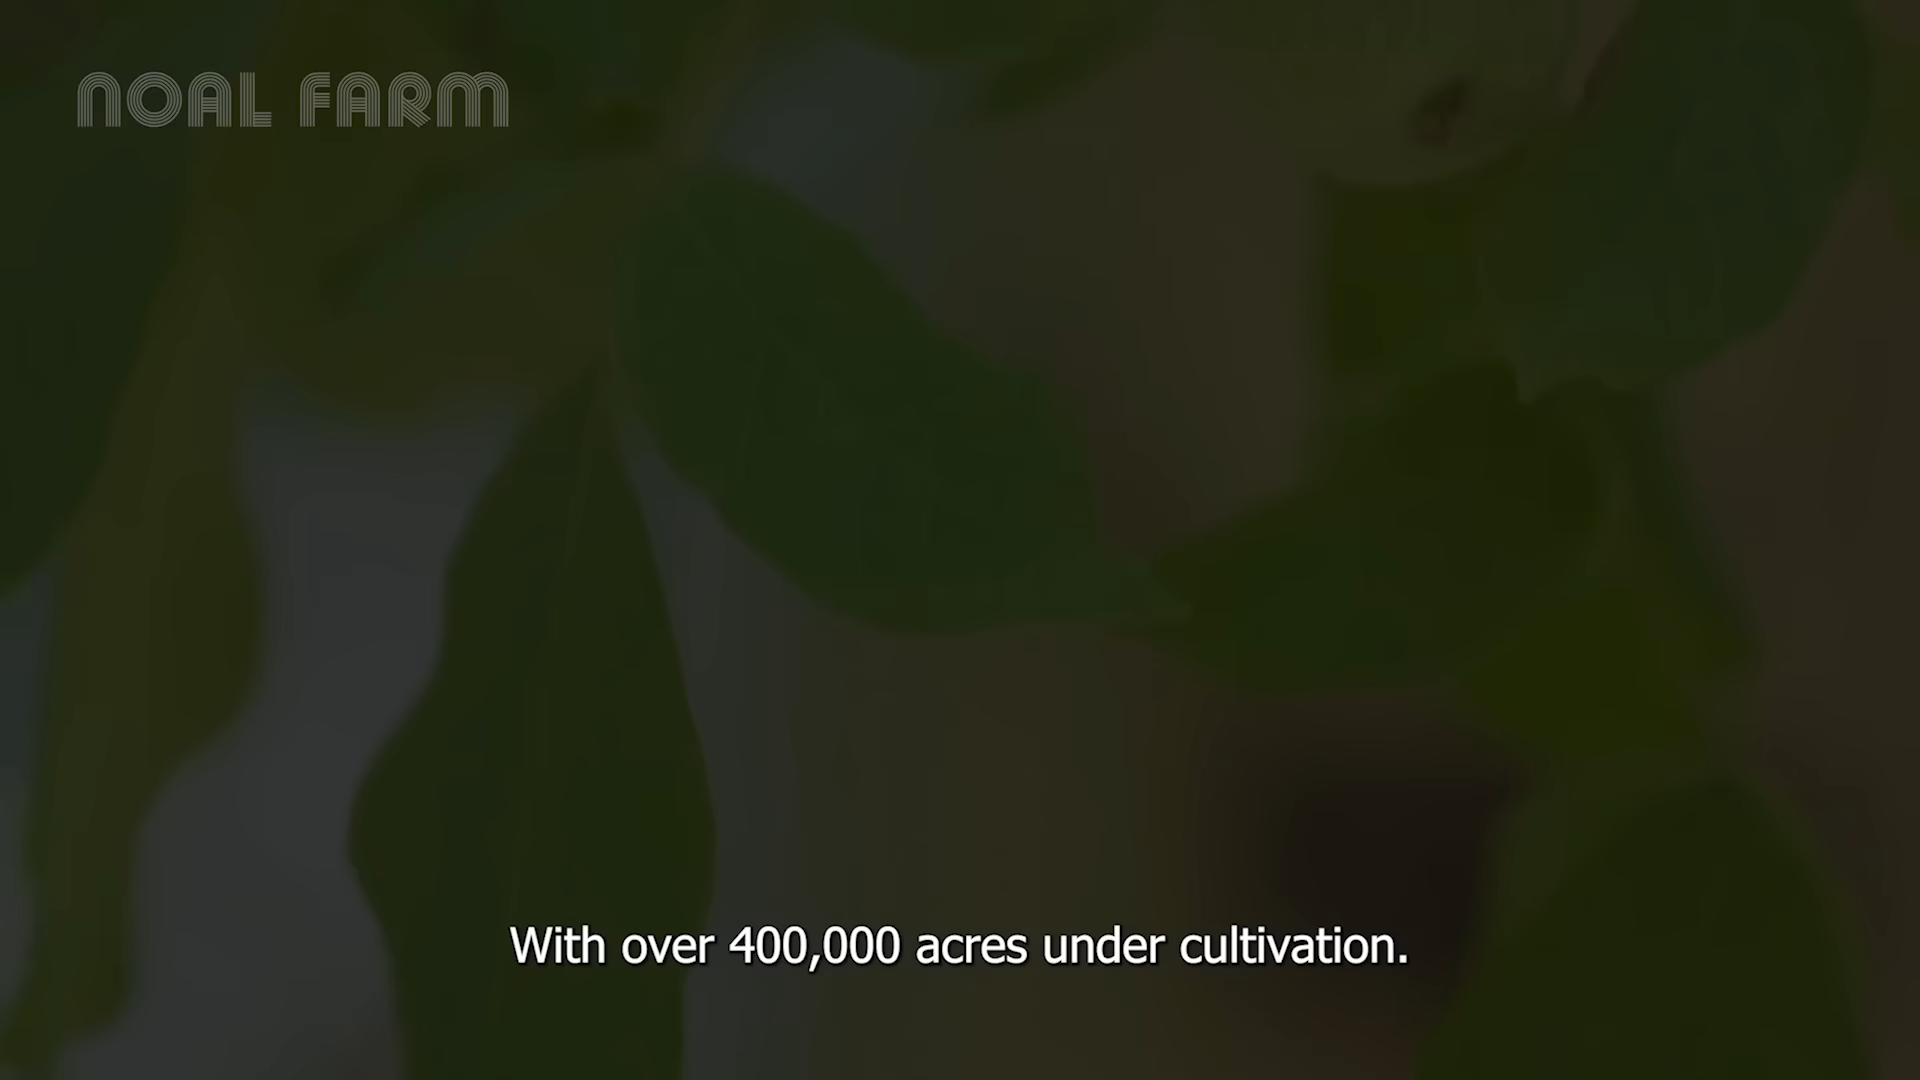 NOAL FARM
With over 400,000 acres under cultivation.